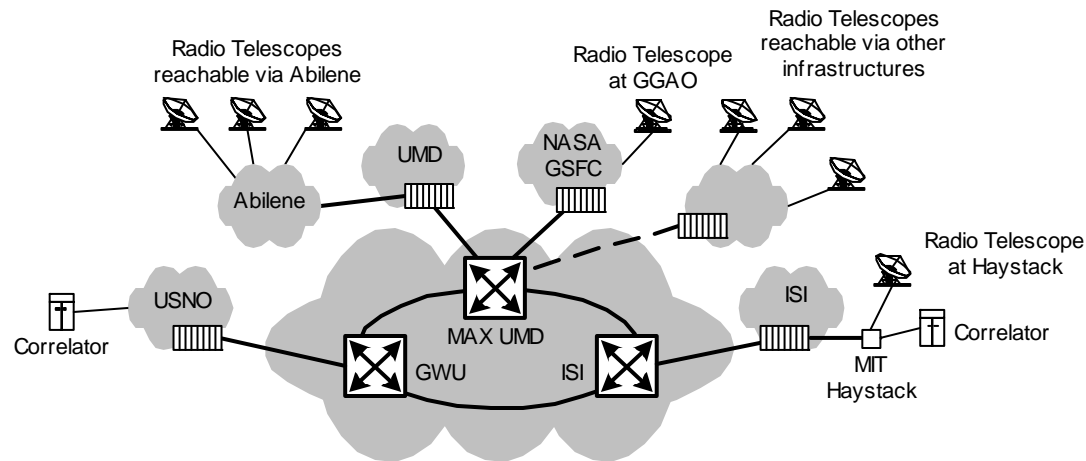 Radio Telescopes
reachable via Abilene
Radio Telescope
at GGAO
Radio Telescopes
reachable via other
infrastructures
UMD
NASA
GSFC
Abilene
Radio Telescope
at Haystack
USNO
ISI
Correlator
MAX UMD
GWU
ISI
Correlator
MIT
Haystack